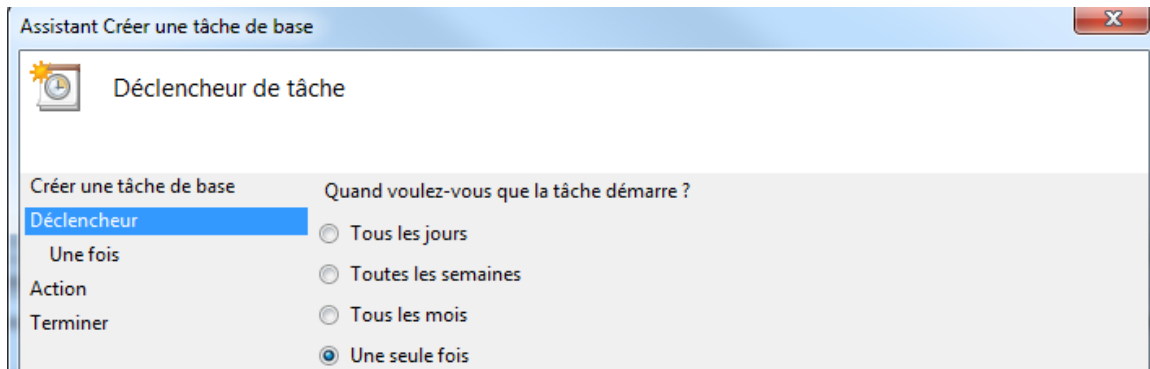 Assistant Créer une tâche de base
Déclencheur de tâche
Créer une tâche de base
Déclencheur
Une fois
Action
Terminer
Quand voulez-vous que la tâche démarre ?
Tous les jours
Toutes les semaines
Tous les mois
Une seule fois